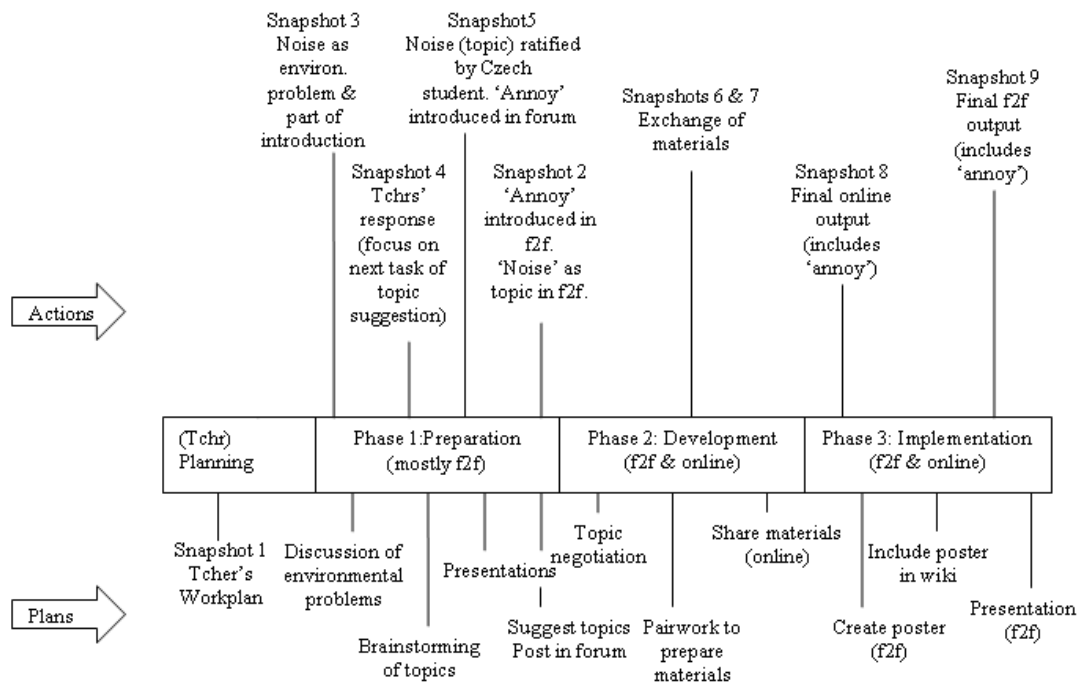 Snapshot 3
Noise as
environ.
problem &
part of
introduction
Snapshot5
Noise (topic) ratified
by Czech
student. ‘Annoy’
introduced in forum
Snapshot 4
Tchrs’
response
(focus on
next task of
topic
suggestion)
Snapshot 2
‘Annoy’
introduced in
f2f.
‘Noise’ as
topic in f2f.
Snapshots 6 & 7
Exchange of
materials
Snapshot 8
Final online
output
(includes
‘annoy’)
Snapshot 9
Final f2f
output
(includes
‘annoy’)
Actions
(Tchr)
Planning
Phase 1:Preparation
(mostly f2f)
Phase 2: Development
(f2f & online)
Phase 3: Implementation
(f2f & online)
Plans
Snapshot 1
Tcher’s
Workplan
Discussion of
environmental
problems
Brainstorming
of topics
Presentations
Suggest topics
Post in forum
Topic
negotiation
Pairwork to
prepare
materials
Share materials
(online)
Create poster
(f2f)
Include poster
in wiki
Presentation
(f2f)